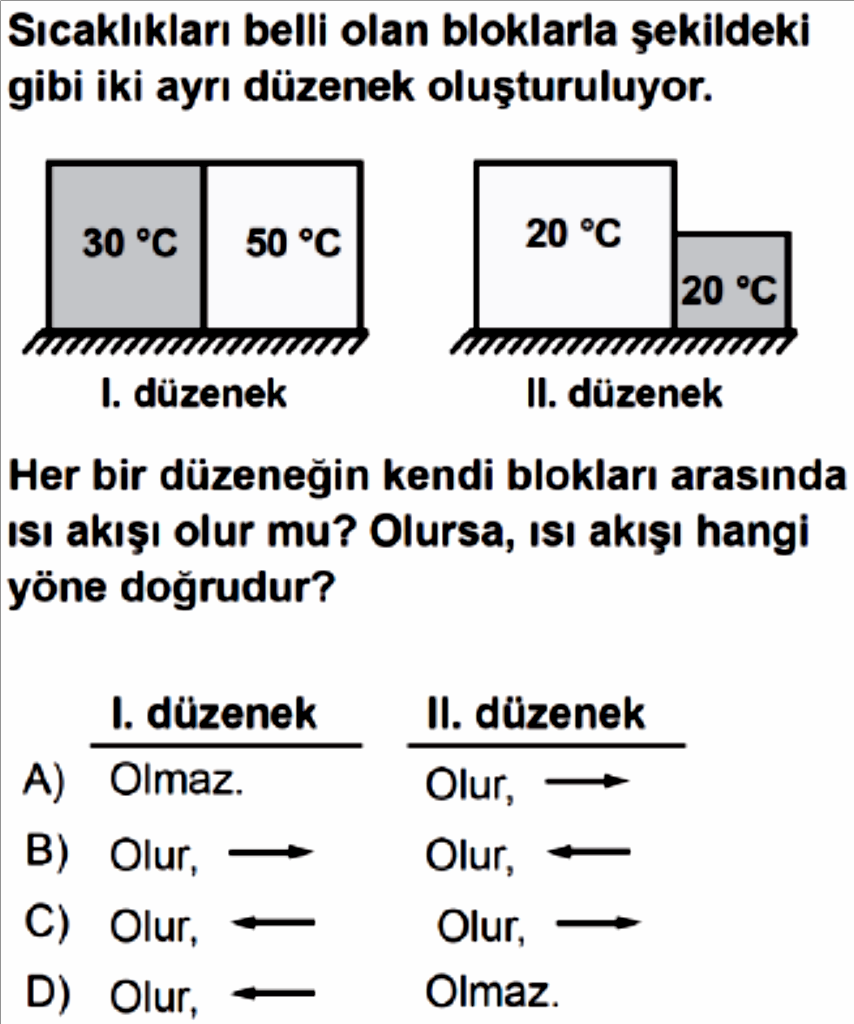 Sıcaklıkları belli olan bloklarla şekildeki
gibi iki ayrı düzenek oluşturuluyor.
30 °C 50 °C 20 °C
20 °C
I. düzenek II. düzenek
Her bir düzeneğin kendi blokları arasında
ısı akışı olur mu? Olursa, ısı akışı hangi
yöne doğrudur?
I. düzenek II. düzenek
A) Olmaz. Olur, →
B) Olur, → Olur, ←
C) Olur, ← Olur, →
D) Olur, ← Olmaz.